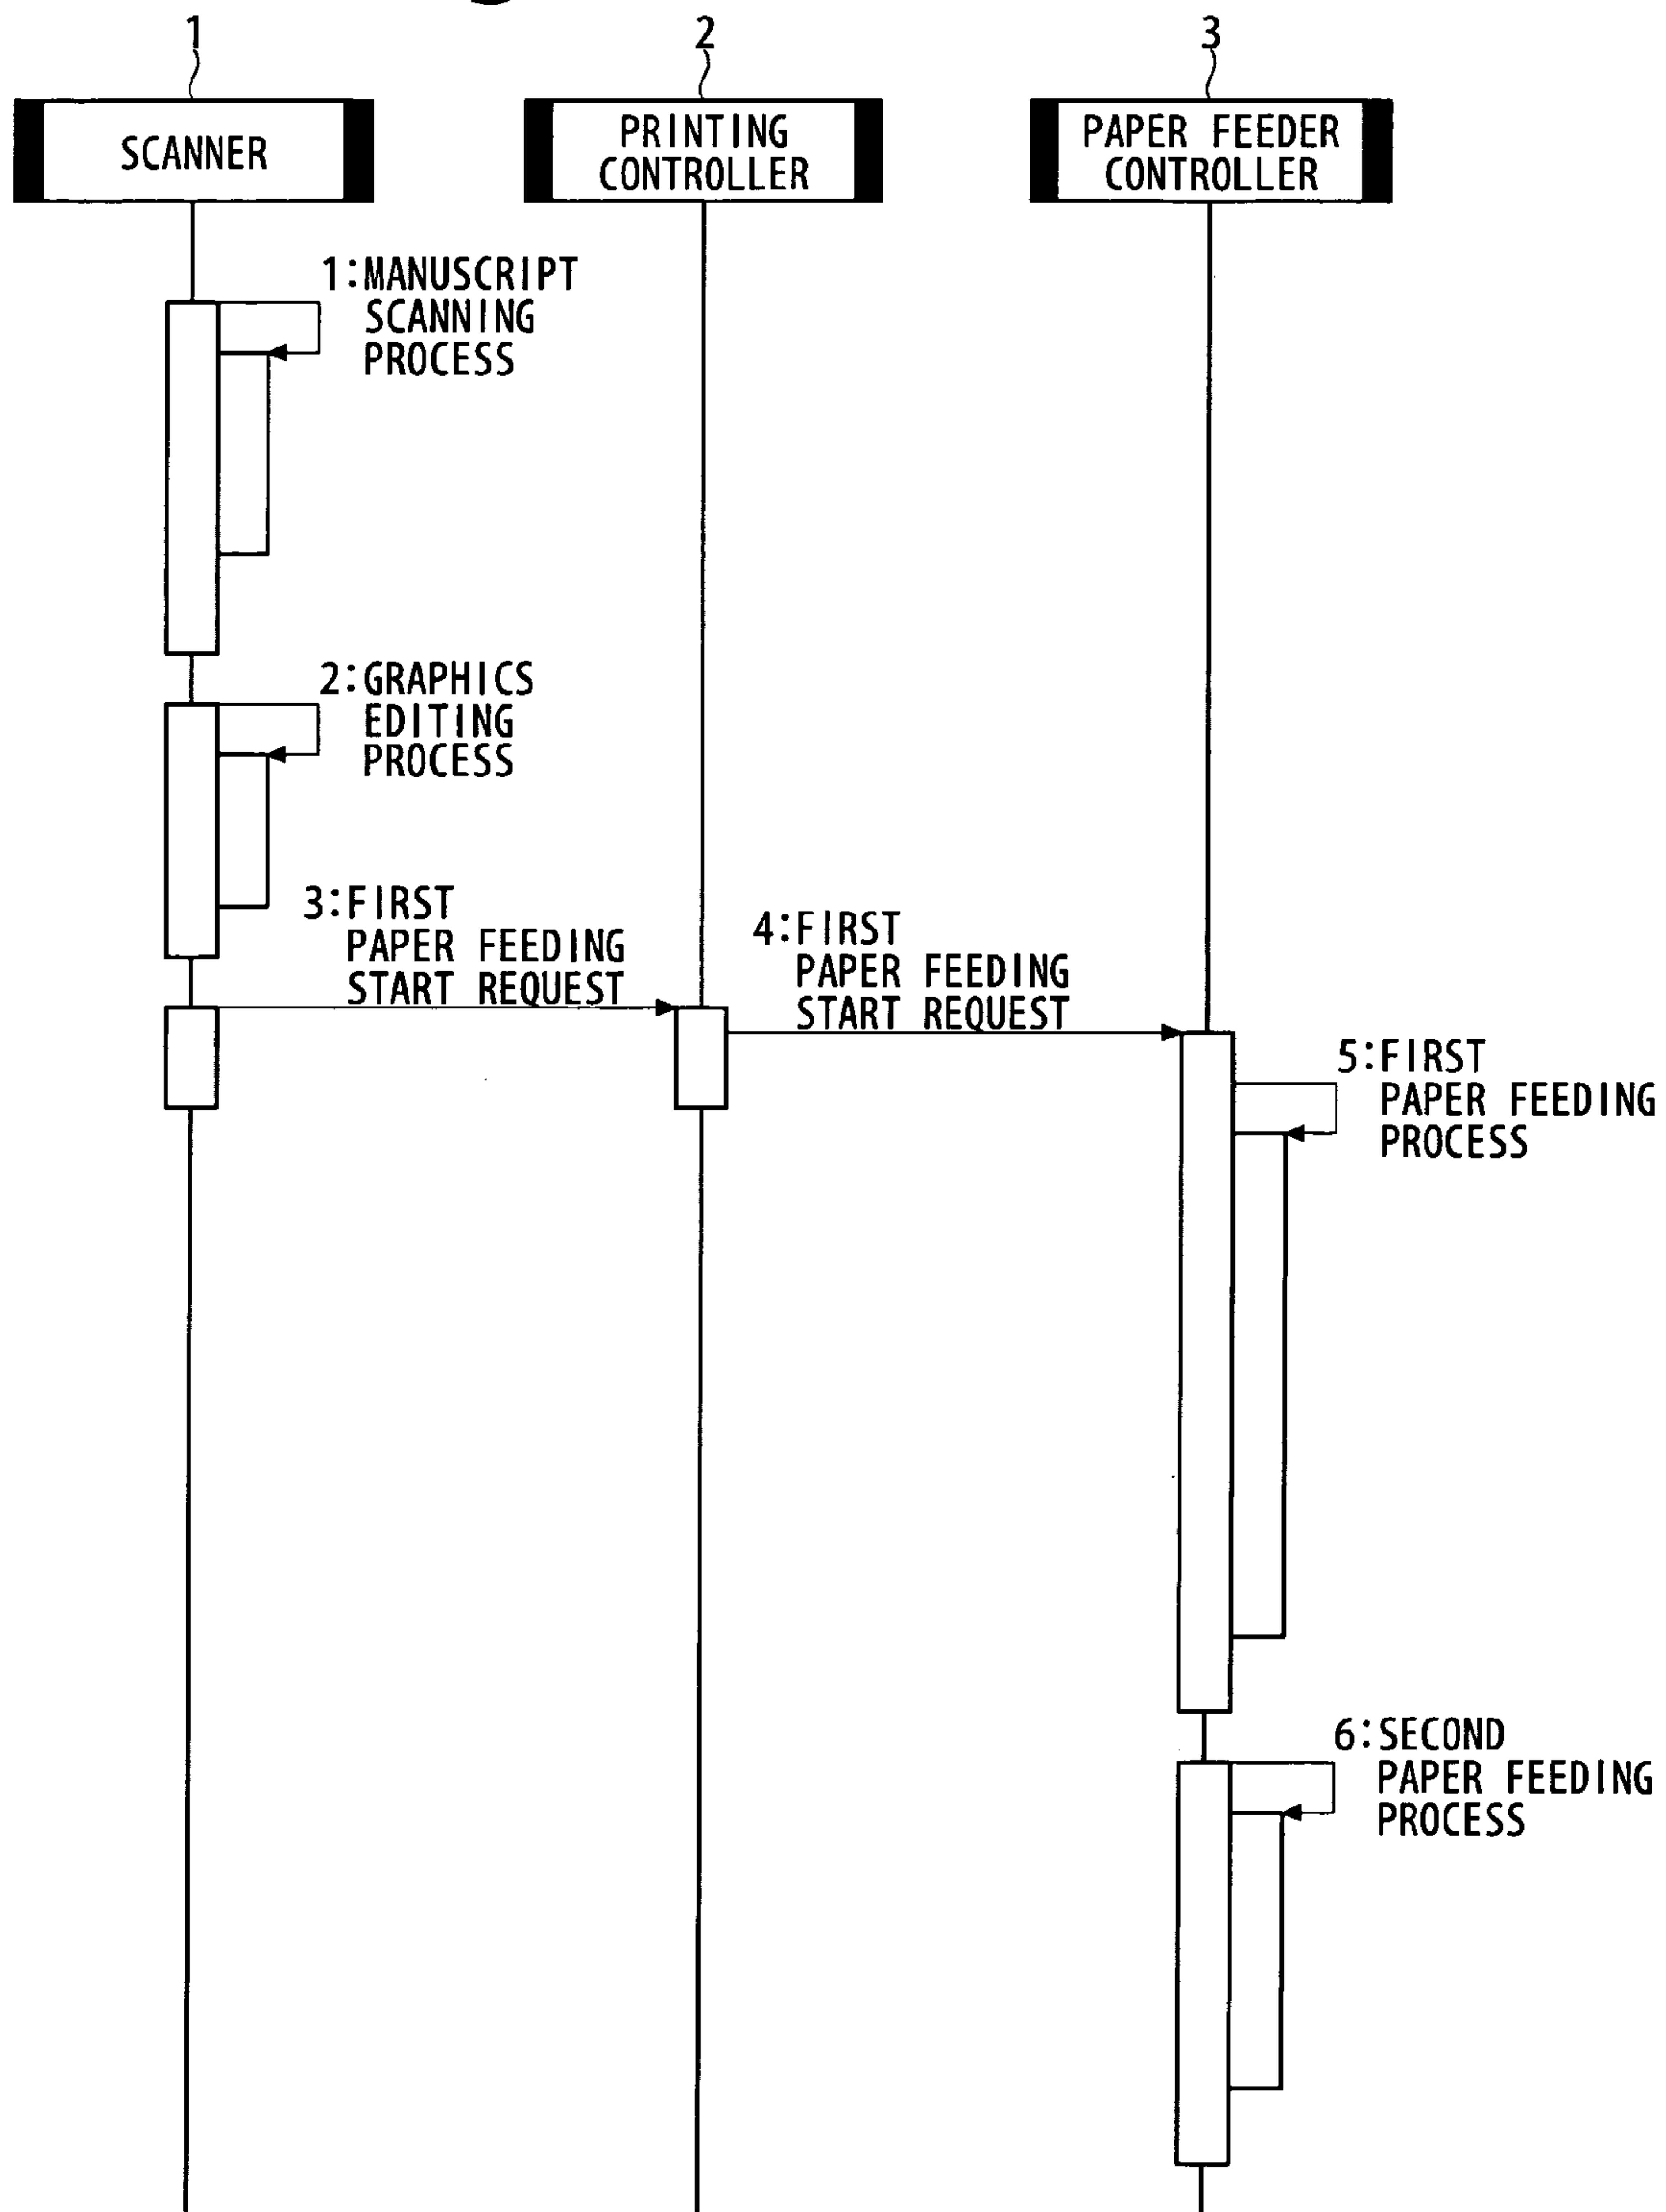 1
2
3
SCANNER
PRINTING
CONTROLLER
PAPER FEEDER
CONTROLLER
1:MANUSCRIPT
SCANNING
PROCESS
2:GRAPHICS
EDITING
PROCESS
3:FIRST
PAPER FEEDING
START REQUEST
4:FIRST
PAPER FEEDING
START REQUEST
5:FIRST
PAPER FEEDING
PROCESS
6:SECOND
PAPER FEEDING
PROCESS